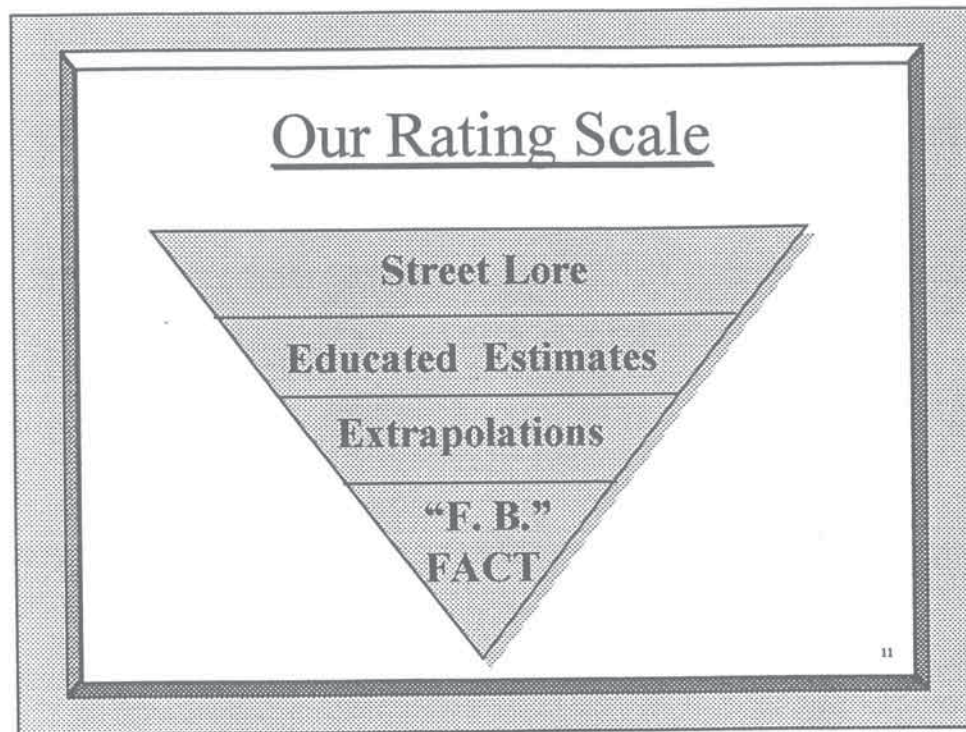 Our Rating Scale
Street Lore
Educated Estimates
Extrapolations
“F. B.”
FACT
11